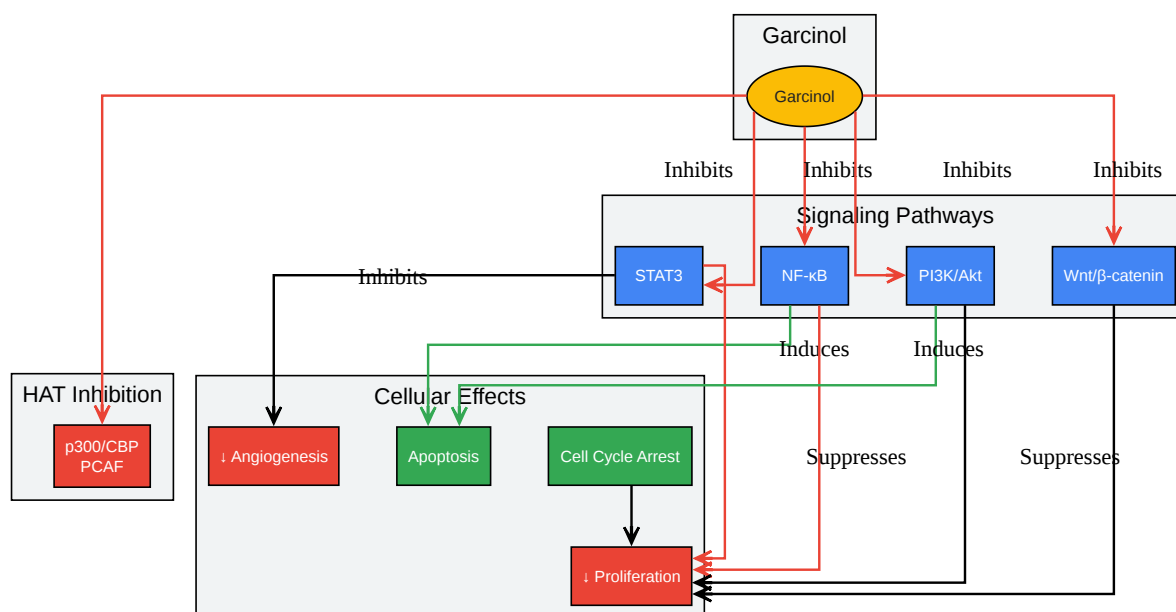 Garcinol
Garcinol
Inhibits
Inhibits
Inhibits
Inhibits
Signaling Pathways
STAT3
NF-κB
PI3K/Akt
Wnt/β-catenin
Inhibits
Induces
Induces
HAT Inhibition
Cellular Effects
p300/CBP
PCAF
↓ Angiogenesis
Apoptosis
Cell Cycle Arrest
Suppresses
Suppresses
↓ Proliferation